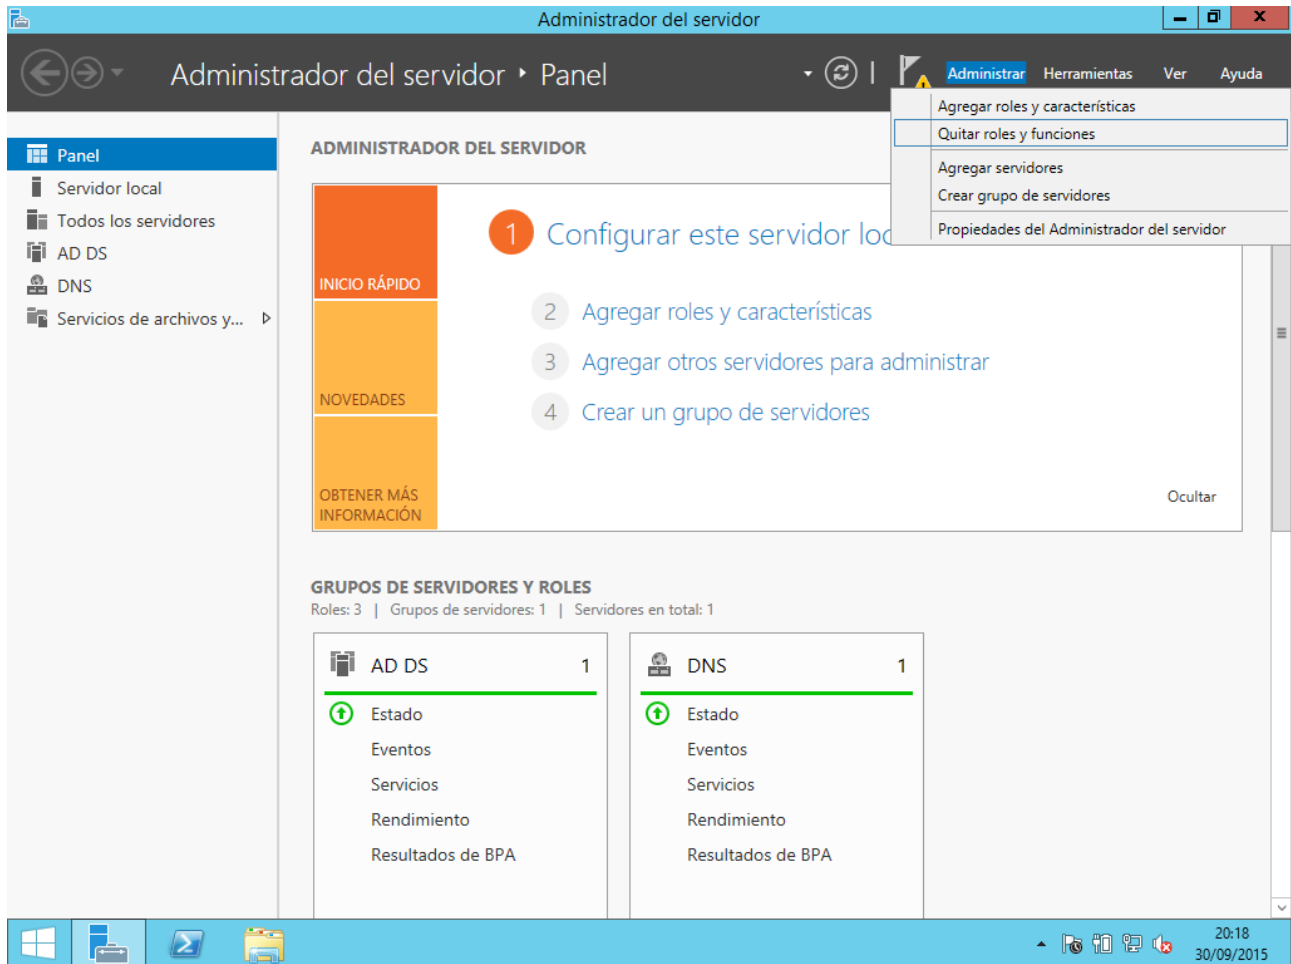 Administrador del servidor
Administrador del servidor ‣ Panel
Administrar Herramientas Ver Ayuda
Agregar roles y características
Quitar roles y funciones
Agregar servidores
Crear grupo de servidores
Propiedades del Administrador del servidor
Panel
Servidor local
Todos los servidores
AD DS
DNS
Servicios de archivos y...
ADMINISTRADOR DEL SERVIDOR
INICIO RÁPIDO
NOVEDADES
OBTENER MÁS
INFORMACIÓN
1 Configurar este servidor loc
2 Agregar roles y características
3 Agregar otros servidores para administrar
4 Crear un grupo de servidores
Ocultar
GRUPOS DE SERVIDORES Y ROLES
Roles: 3 | Grupos de servidores: 1 | Servidores en total: 1
AD DS 1
Estado
Eventos
Servicios
Rendimiento
Resultados de BPA
DNS 1
Estado
Eventos
Servicios
Rendimiento
Resultados de BPA
20:18
30/09/2015